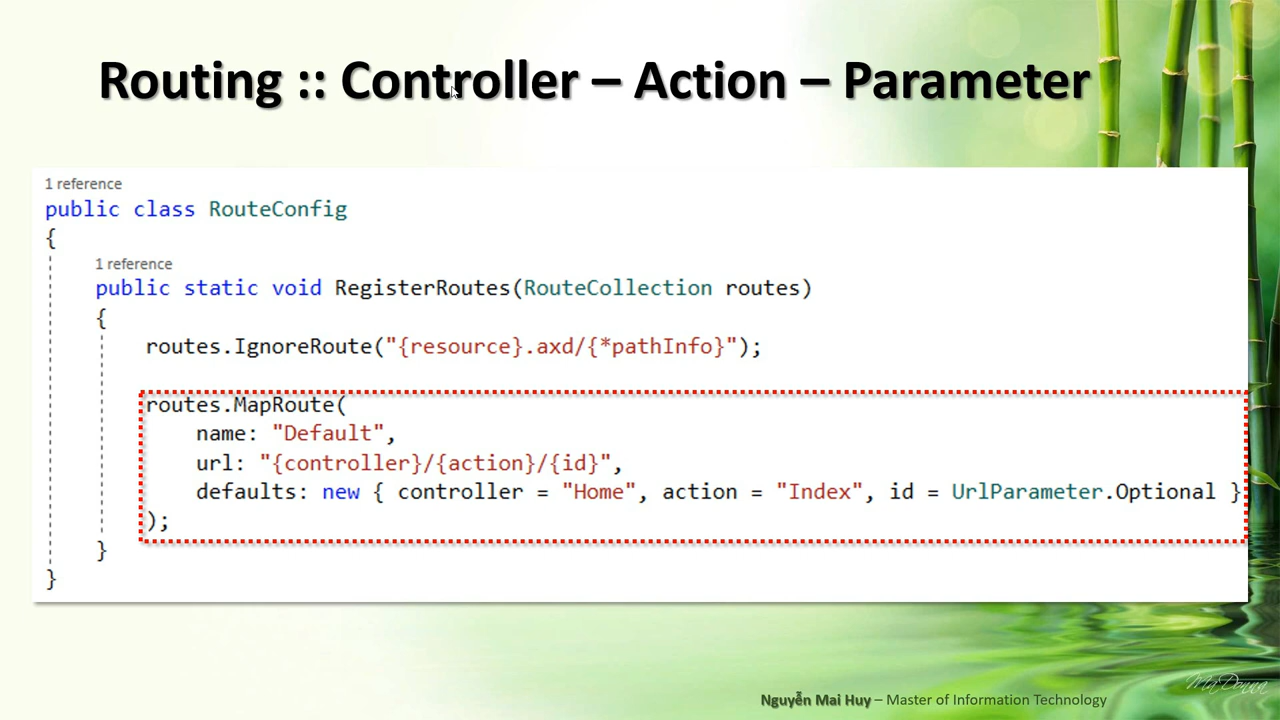 Routing :: Controller – Action – Parameter
1 reference
public class RouteConfig
{
1 reference
public static void RegisterRoutes(RouteCollection routes)
{
routes.IgnoreRoute("{resource}.axd/{*pathInfo}");
routes.MapRoute(
name: "Default",
url: "{controller}/{action}/{id}",
defaults: new { controller = "Home", action = "Index", id = UrlParameter.Optional }
);
}
}
MaDonna
Nguyễn Mai Huy – Master of Information Technology